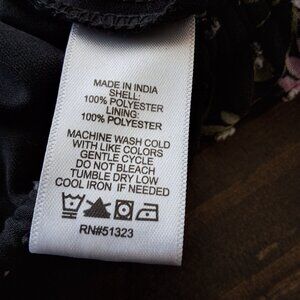 MADE IN INDIA
SHELL:
100% POLYESTER
LINING:
100% POLYESTER
MACHINE WASH COLD
WITH LIKE COLORS
GENTLE CYCLE
DO NOT BLEACH
TUMBLE DRY LOW
COOL IRON IF NEEDED
RN#51323